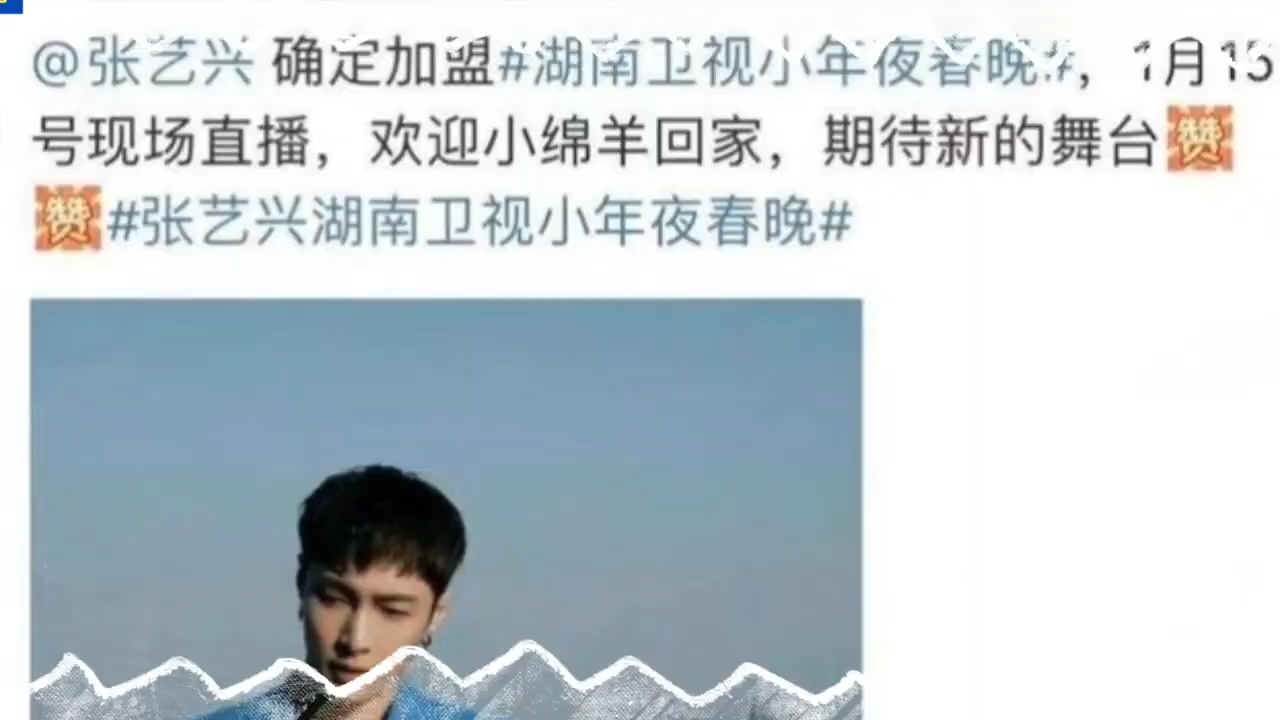 @张艺兴 确定加盟#湖南卫视小年夜春晚#，1月15
号现场直播，欢迎小绵羊回家，期待新的舞台赞
赞#张艺兴湖南卫视小年夜春晚#